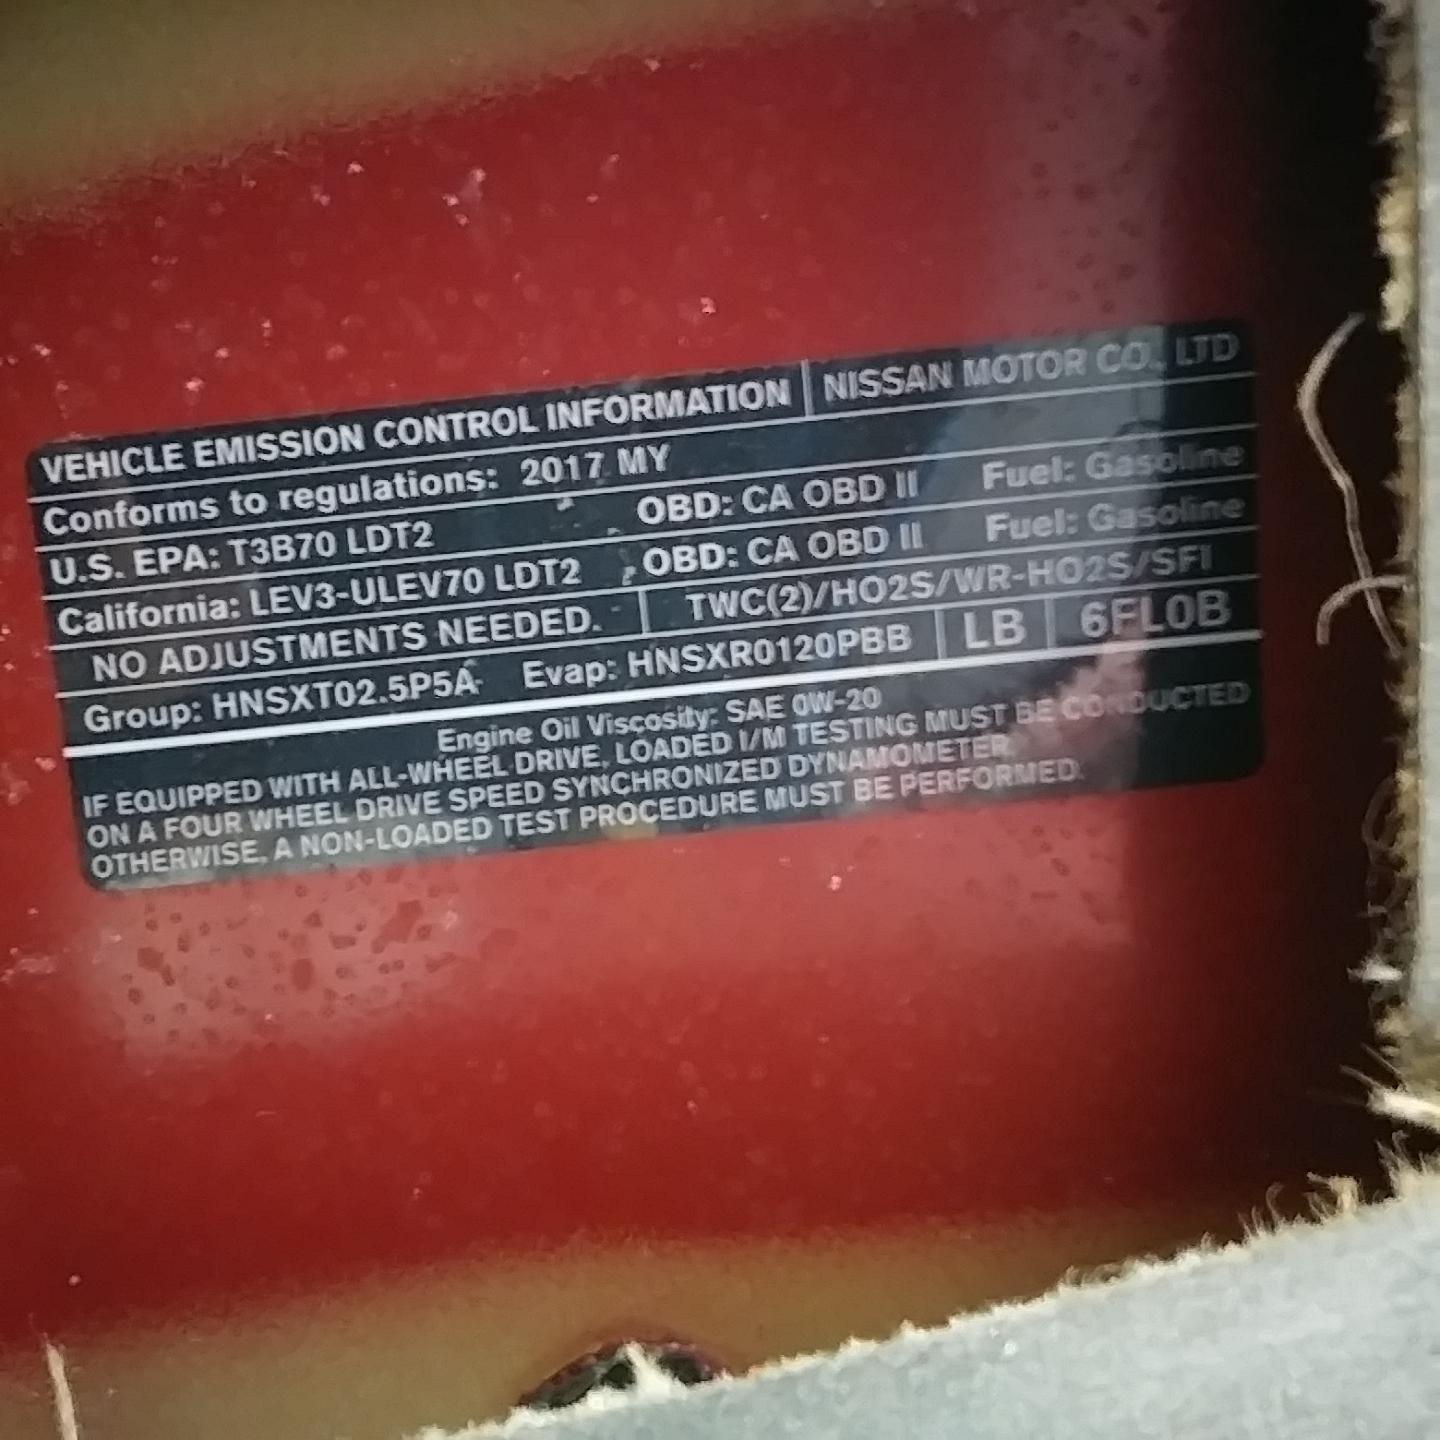 VEHICLE EMISSION CONTROL INFORMATION NISSAN MOTOR CO., LTD
Conforms to regulations: 2017 MY
U.S. EPA: T3B70 LDT2 OBD: CA OBD II Fuel: Gasoline
California: LEV3-ULEV70 LDT2 OBD: CA OBD II Fuel: Gasoline
NO ADJUSTMENTS NEEDED. TWC(2)/HO2S/WR-HO2S/SFI
Group: HNSXT02.5P5A Evap: HNSXR0120PBB LB 6FL0B
Engine Oil Viscosity: SAE 0W-20
IF EQUIPPED WITH ALL-WHEEL DRIVE, LOADED I/M TESTING MUST BE CONDUCTED
ON A FOUR WHEEL DRIVE SPEED SYNCHRONIZED DYNAMOMETER.
OTHERWISE, A NON-LOADED TEST PROCEDURE MUST BE PERFORMED.